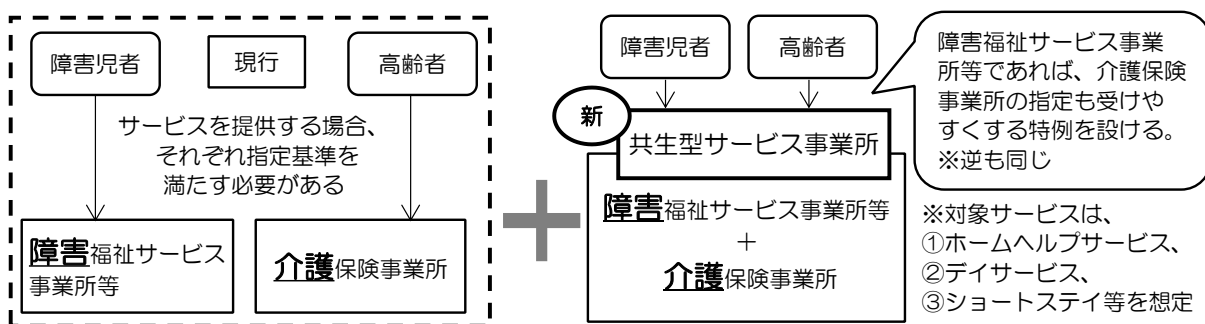 障害児者
現行
高齢者
サービスを提供する場合、
それぞれ指定基準を
満たす必要がある
障害福祉サービス
事業所等
介護保険事業所
障害児者
高齢者
新
共生型サービス事業所
障害福祉サービス事業所等
+
介護保険事業所
障害福祉サービス事業
所等であれば、介護保険
事業所の指定も受けや
すくする特例を設ける。
※逆も同じ
※対象サービスは、
①ホームヘルプサービス、
②デイサービス、
③ショートステイ等を想定